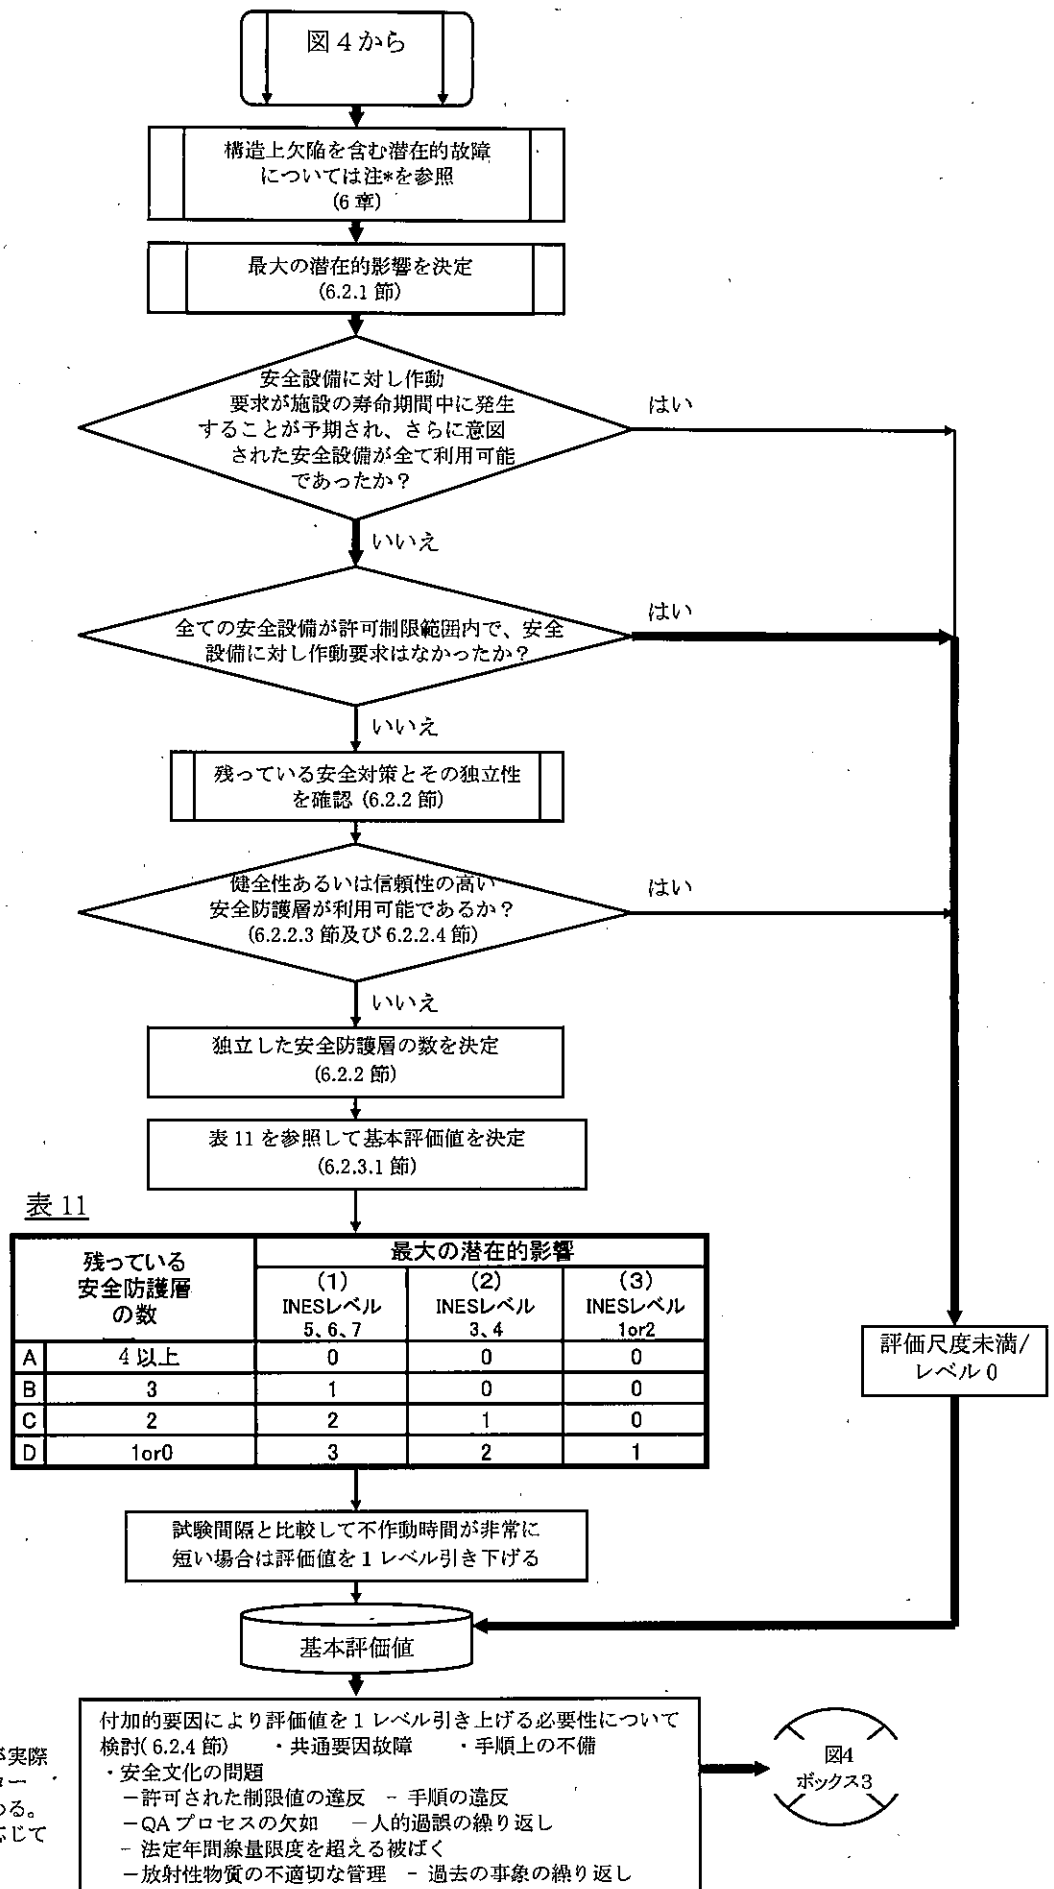 図4から
構造上欠陥を含む潜在的故障
については注*を参照
(6章)
最大の潜在的影響を決定
(6.2.1節)
安全設備に対し作動
要求が施設の寿命期間中に発生
することが予期され、さらに意図
された安全設備が全て利用可能
であったか？
はい
いいえ
全ての安全設備が許可制限範囲内で、安全
設備に対し作動要求はなかったか？
はい
いいえ
残っている安全対策とその独立性
を確認 (6.2.2節)
健全性あるいは信頼性の高い
安全防護層が利用可能であるか？
(6.2.2.3節及び6.2.2.4節)
はい
いいえ
独立した安全防護層の数を決定
(6.2.2節)
表11を参照して基本評価値を決定
(6.2.3.1節)
表11
残っている
安全防護層
の数
最大の潜在的影響
(1)
INESレベル
5、6、7
(2)
INESレベル
3、4
(3)
INESレベル
1or2
A 4以上 0 0 0
B 3 1 0 0
C 2 2 1 0
D 1or0 3 2 1
評価尺度未満/
レベル0
試験間隔と比較して不作動時間が非常に
短い場合は評価値を1レベル引き下げる
基本評価値
付加的要因により評価値を1レベル引き上げる必要性について
検討(6.2.4節) ・共通要因故障 ・手順上の不備
・安全文化の問題
－許可された制限値の違反 － 手順の違反
－QAプロセスの欠如 －人的過誤の繰り返し
－ 法定年間線量限度を超える被ばく
－放射性物質の不適切な管理 － 過去の事象の繰り返し
図4
ボックス3
実際
ー
る。
じて